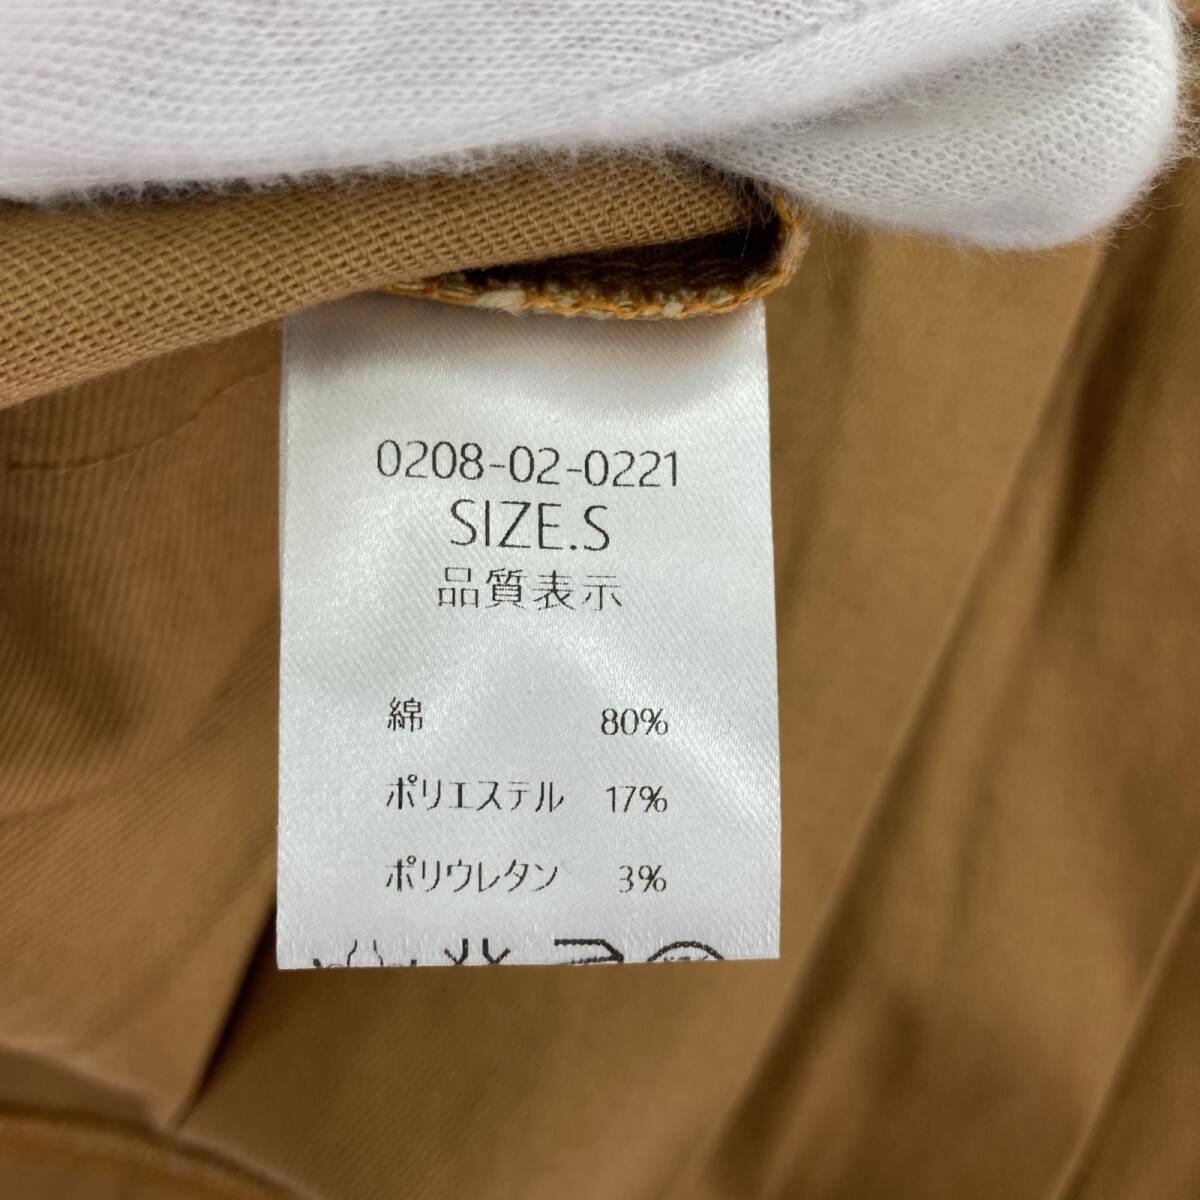 0208-02-0221
SIZE.S
品質表示
綿 80%
ポリエステル 17%
ポリウレタン 3%